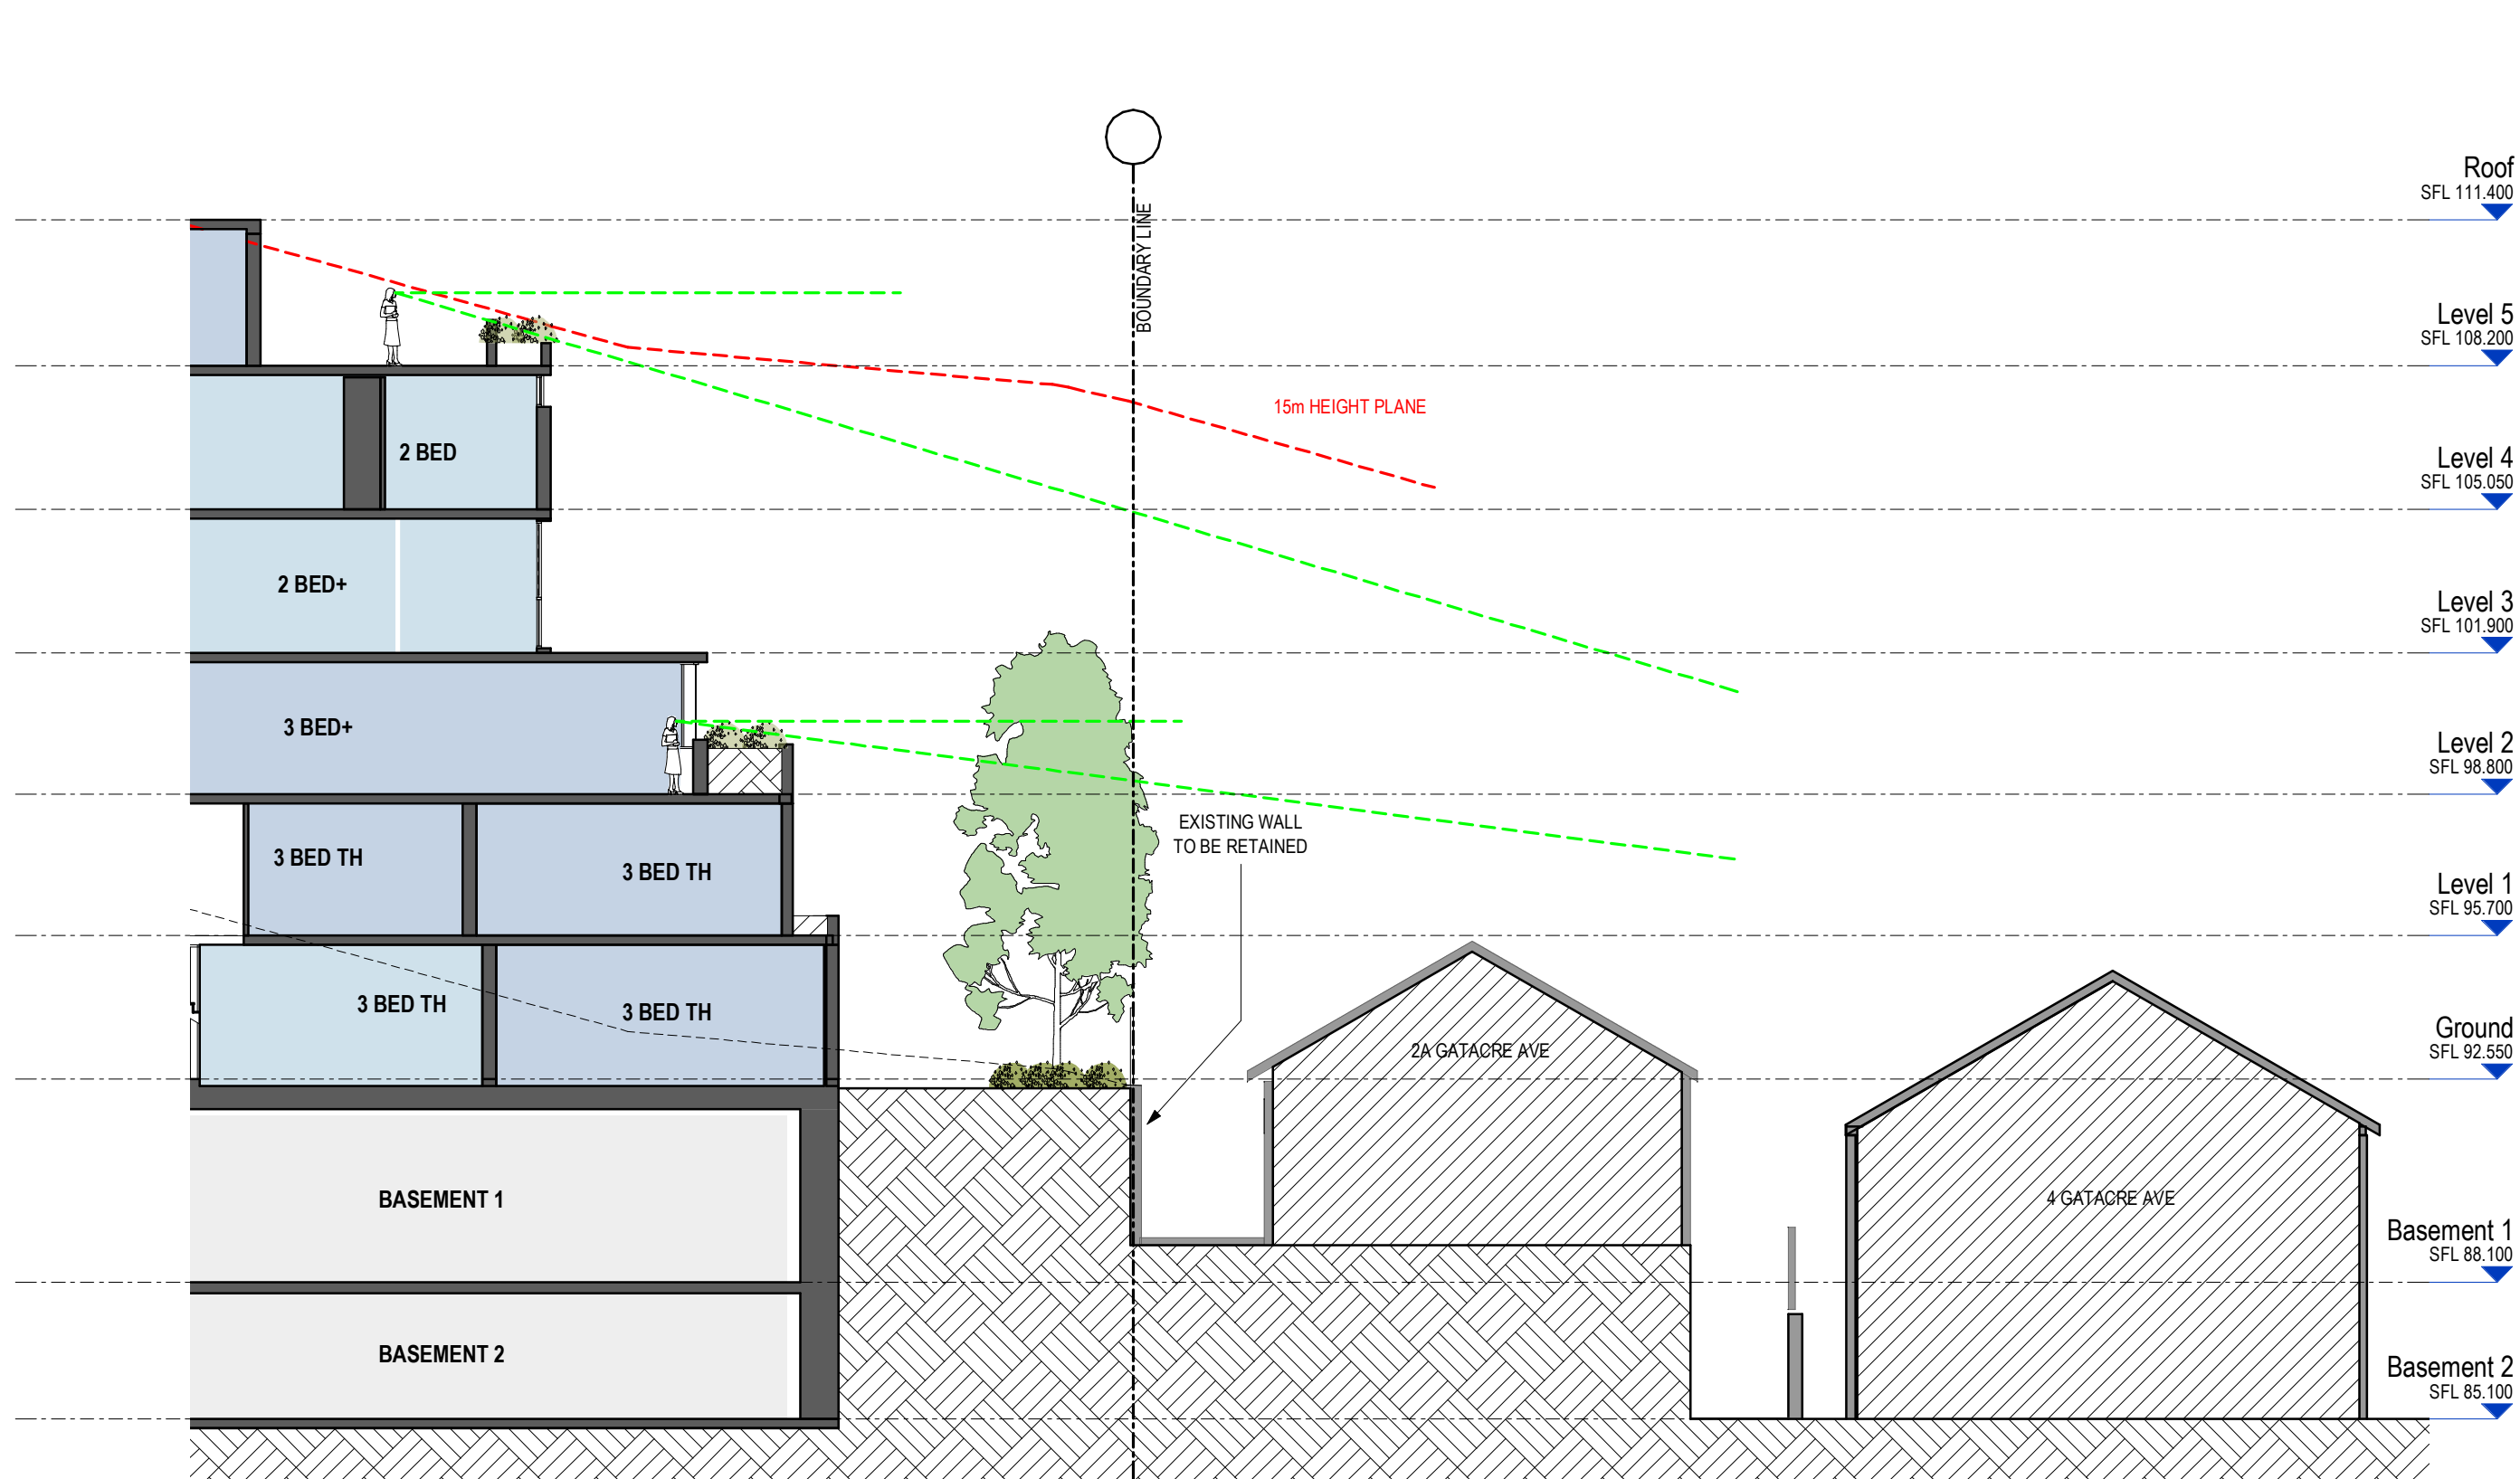 BOUNDARY LINE
Roof
SFL 111.400
Level 5
SFL 108.200
15m HEIGHT PLANE
2 BED
Level 4
SFL 105.050
2 BED+
Level 3
SFL 101.900
3 BED+
Level 2
SFL 98.800
EXISTING WALL
TO BE RETAINED
3 BED TH
3 BED TH
Level 1
SFL 95.700
3 BED TH
3 BED TH
2A GATACRE AVE
Ground
SFL 92.550
BASEMENT 1
4 GATACRE AVE
Basement 1
SFL 88.100
BASEMENT 2
Basement 2
SFL 85.100